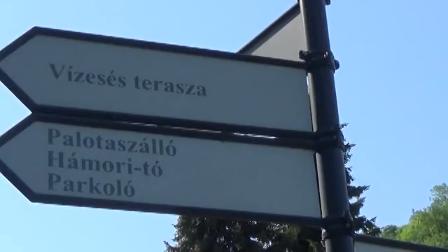 Vízesés terasza
Palotaszálló
Hámori-tó
Parkoló